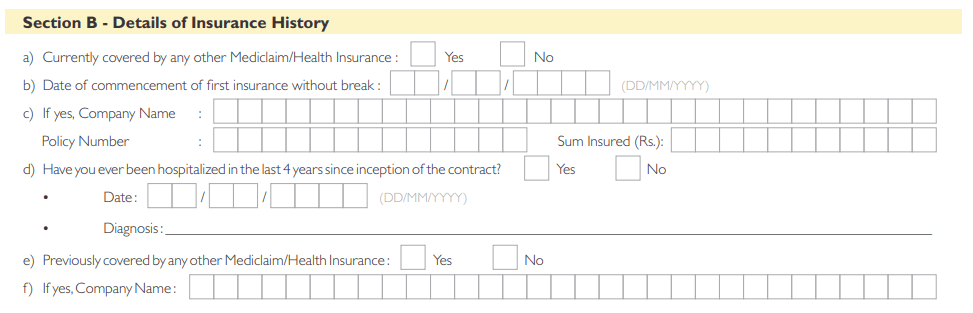 Section B - Details of Insurance History
a) Currently covered by any other Mediclaim/Health Insurance : Yes No
b) Date of commencement of first insurance without break : / / (DD/MM/YYYY)
c) If yes, Company Name :
Policy Number : Sum Insured (Rs.):
d) Have you ever been hospitalized in the last 4 years since inception of the contract? Yes No
• Date : / / (DD/MM/YYYY)
• Diagnosis :
e) Previously covered by any other Mediclaim/Health Insurance : Yes No
f) If yes, Company Name :